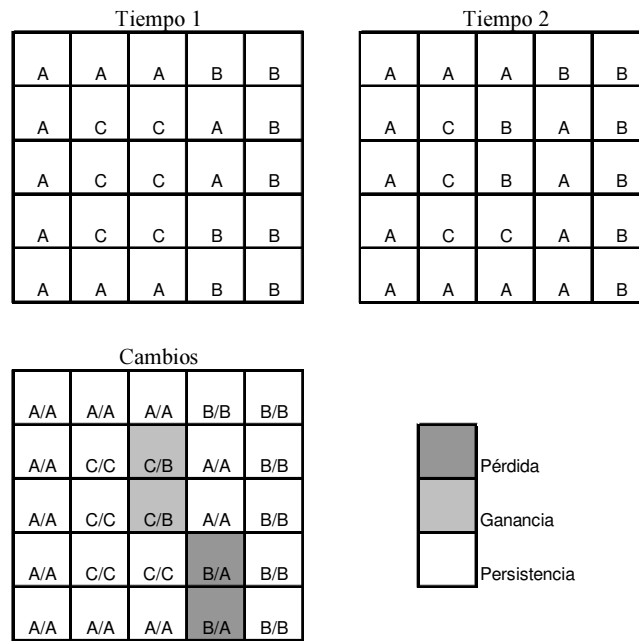 Tiempo 1
A A A B B
A C C A B
A C C A B
A C C B B
A A A B B
Tiempo 2
A A A B B
A C B A B
A C B A B
A C C A B
A A A A B
Cambios
A/A A/A A/A B/B B/B
A/A C/C C/B A/A B/B
A/A C/C C/B A/A B/B
A/A C/C C/C B/A B/B
A/A A/A A/A B/A B/B
Pérdida
Ganancia
Persistencia